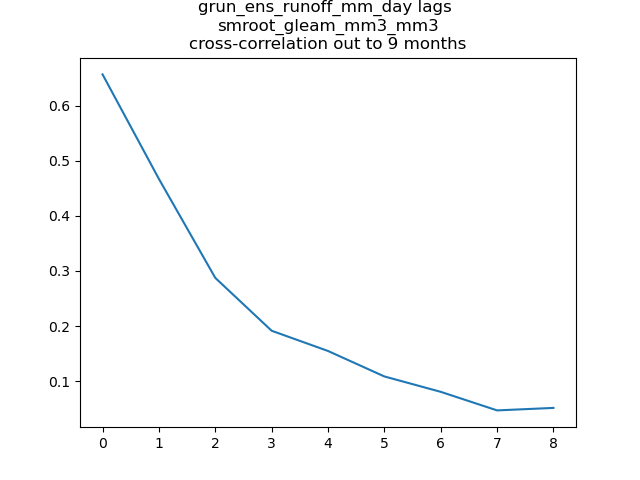 grun_ens_runoff_mm_day lags
smroot_gleam_mm3_mm3
cross-correlation out to 9 months
0.6
0.5
0.4
0.3
0.2
0.1
0 1 2 3 4 5 6 7 8